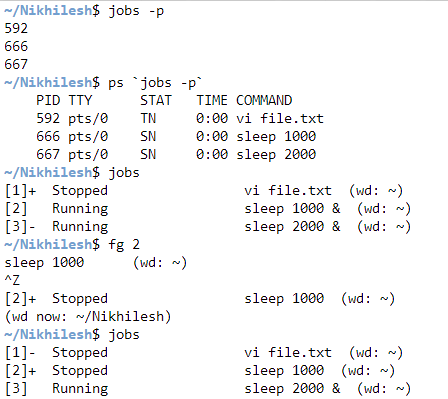 ~/Nikhilesh$ jobs -p
592
666
667
~/Nikhilesh$ ps `jobs -p`
    PID TTY      STAT   TIME COMMAND
    592 pts/0    TN     0:00 vi file.txt
    666 pts/0    SN     0:00 sleep 1000
    667 pts/0    SN     0:00 sleep 2000
~/Nikhilesh$ jobs
[1]+  Stopped                 vi file.txt  (wd: ~)
[2]   Running                 sleep 1000 &  (wd: ~)
[3]-  Running                 sleep 2000 &  (wd: ~)
~/Nikhilesh$ fg 2
sleep 1000      (wd: ~)
^Z
[2]+  Stopped                 sleep 1000  (wd: ~)
(wd now: ~/Nikhilesh)
~/Nikhilesh$ jobs
[1]-  Stopped                 vi file.txt  (wd: ~)
[2]+  Stopped                 sleep 1000  (wd: ~)
[3]   Running                 sleep 2000 &  (wd: ~)